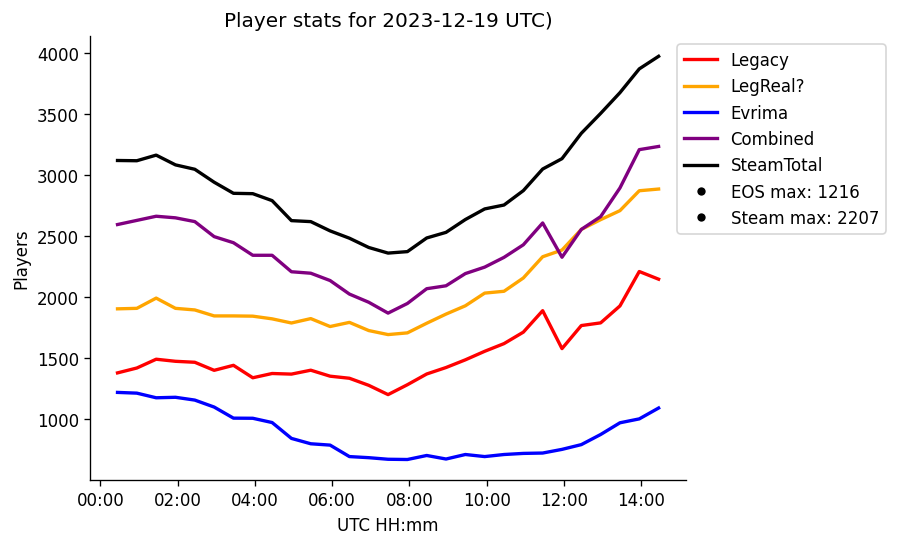 Player stats for 2023-12-19 UTC)
4000
3500
3000
2500
2000
1500
1000
Players
00:00 02:00 04:00 06:00 08:00 10:00 12:00 14:00
UTC HH:mm
Legacy
LegReal?
Evrima
Combined
SteamTotal
EOS max: 1216
Steam max: 2207